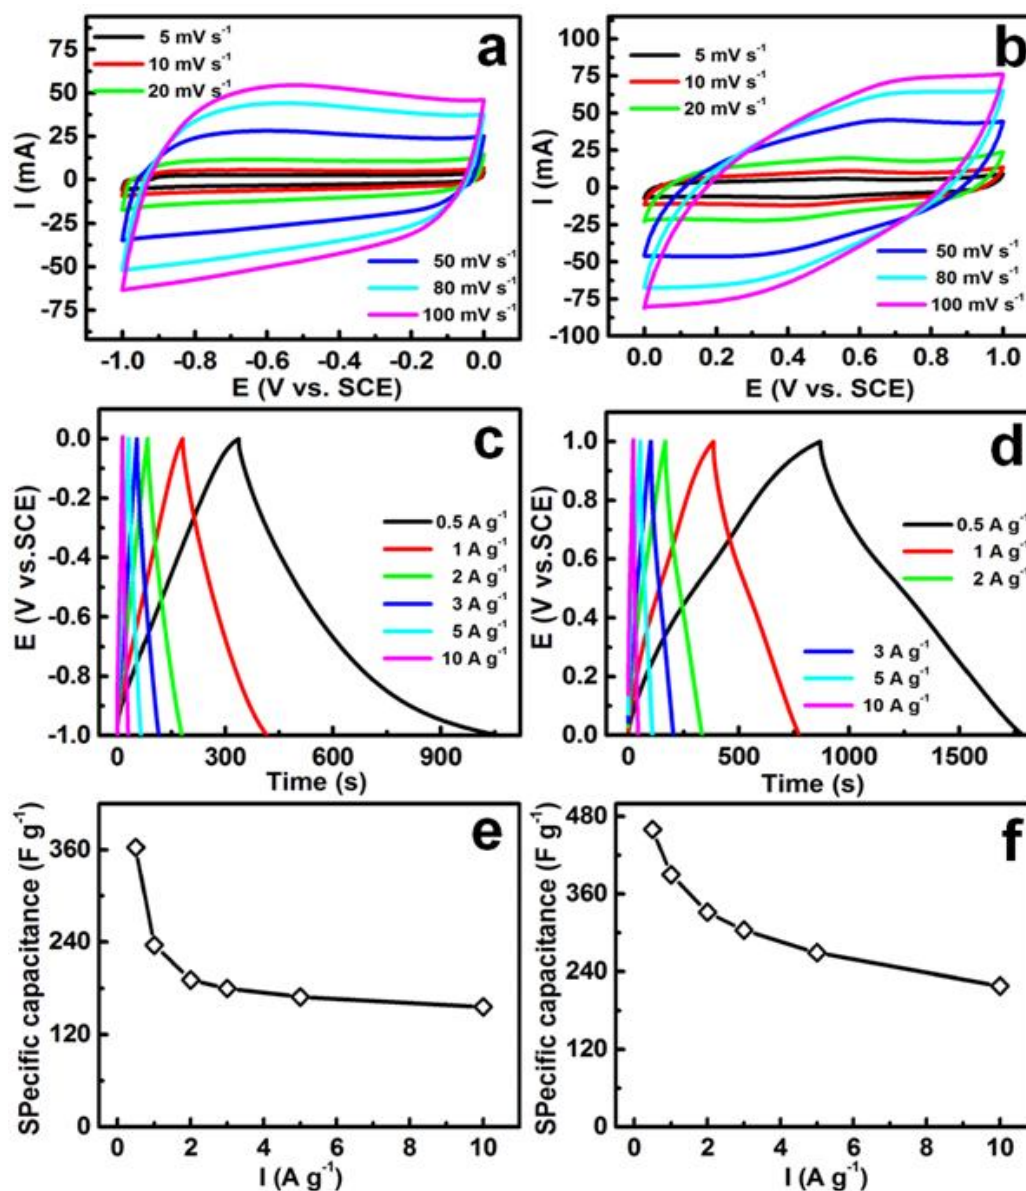 a
5 mV s⁻¹
10 mV s⁻¹
20 mV s⁻¹
50 mV s⁻¹
80 mV s⁻¹
100 mV s⁻¹
I (mA)
75
50
25
0
-25
-50
-75
-1.0 -0.8 -0.6 -0.4 -0.2 0.0
E (V vs. SCE)
b
5 mV s⁻¹
10 mV s⁻¹
20 mV s⁻¹
50 mV s⁻¹
80 mV s⁻¹
100 mV s⁻¹
I (mA)
100
75
50
25
0
-25
-50
-75
-100
0.0 0.2 0.4 0.6 0.8 1.0
E (V vs. SCE)
c
0.5 A g⁻¹
1 A g⁻¹
2 A g⁻¹
3 A g⁻¹
5 A g⁻¹
10 A g⁻¹
E (V vs.SCE)
0.0
-0.2
-0.4
-0.6
-0.8
-1.0
0 300 600 900
Time (s)
d
0.5 A g⁻¹
1 A g⁻¹
2 A g⁻¹
3 A g⁻¹
5 A g⁻¹
10 A g⁻¹
E (V vs.SCE)
1.0
0.8
0.6
0.4
0.2
0.0
0 500 1000 1500
Time (s)
e
SPecific capacitance (F g⁻¹)
360
240
120
0
0 2 4 6 8 10
I (A g⁻¹)
f
SPecific capacitance (F g⁻¹)
480
360
240
120
0
0 2 4 6 8 10
I (A g⁻¹)